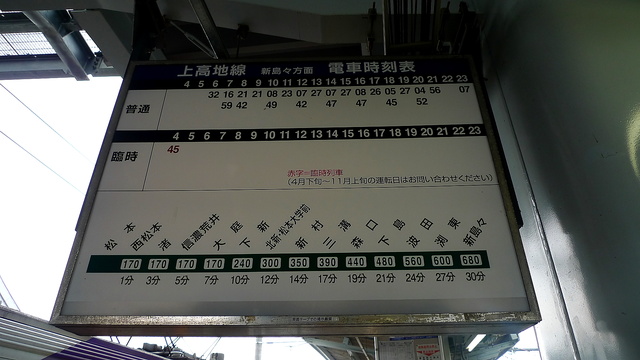 上高地線 新島々方面 電車時刻表
4 5 6 7 8 9 10 11 12 13 14 15 16 17 18 19 20 21 22 23
普通
32 16 21 21 08 23 07 27 07 27 07 27 08 26 05 27 04 56 07
59 42 49 42 47 47 45 52
4 5 6 7 8 9 10 11 12 13 14 15 16 17 18 19 20 21 22 23
臨時
45
赤字=臨時列車
(4月下旬~11月上旬の運転日はお問い合わせください)
松本 西松本 渚 信濃荒井 大庭 下新 北新・松本大学前 新村 三溝 森口 下島 波田 渕東 新島々
170 170 170 170 240 300 350 390 440 480 560 600 680
1分 3分 5分 7分 10分 12分 14分 17分 19分 21分 24分 27分 30分